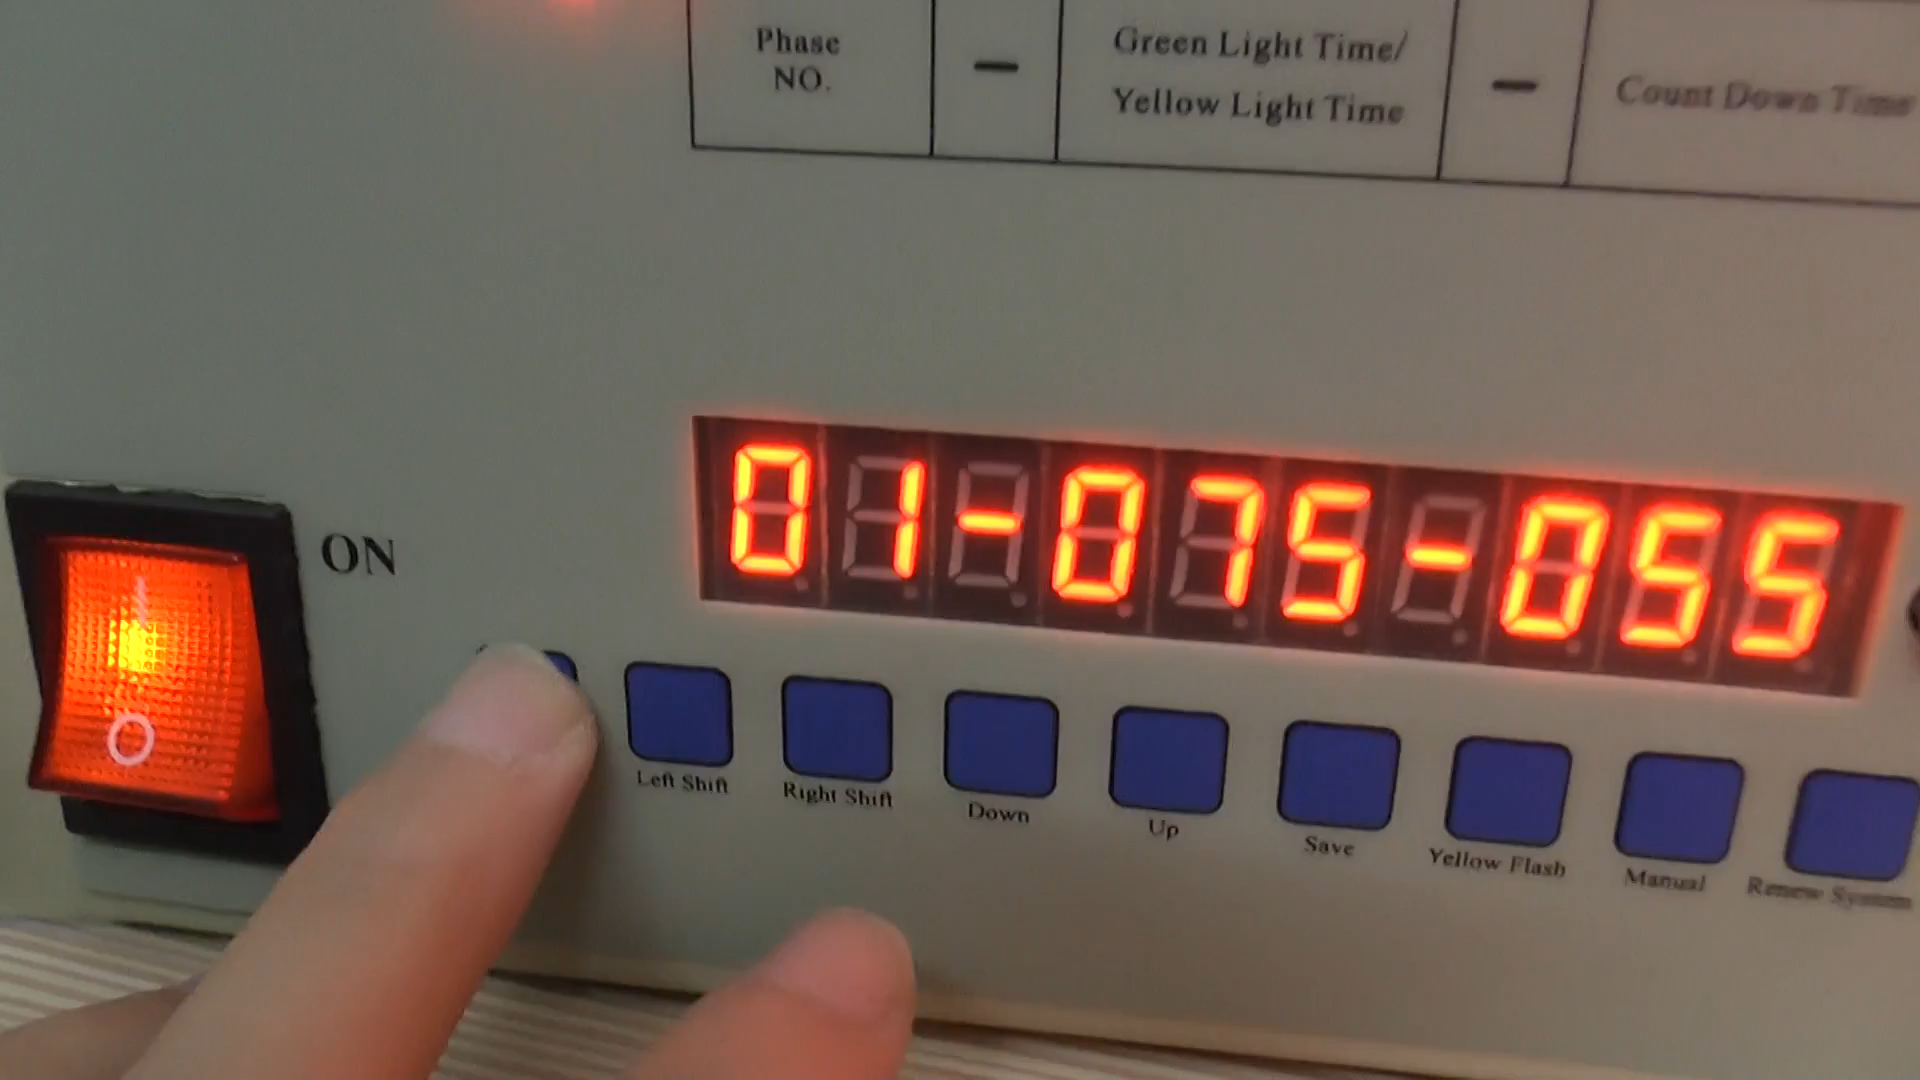 Phase
NO.
—
Green Light Time/
Yellow Light Time
—
Count Down Time
01-075-055
ON
Left Shift
Right Shift
Down
Up
Save
Yellow Flash
Manual
Renew System